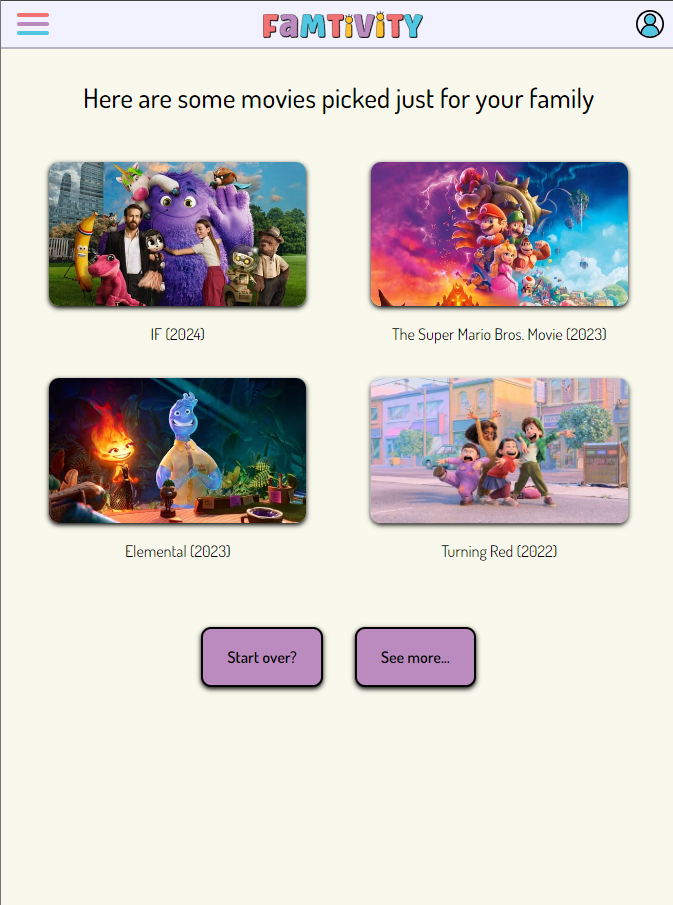 FAMTIVITY
Here are some movies picked just for your family
IF (2024)
The Super Mario Bros. Movie (2023)
Elemental (2023)
Turning Red (2022)
Start over?
See more...